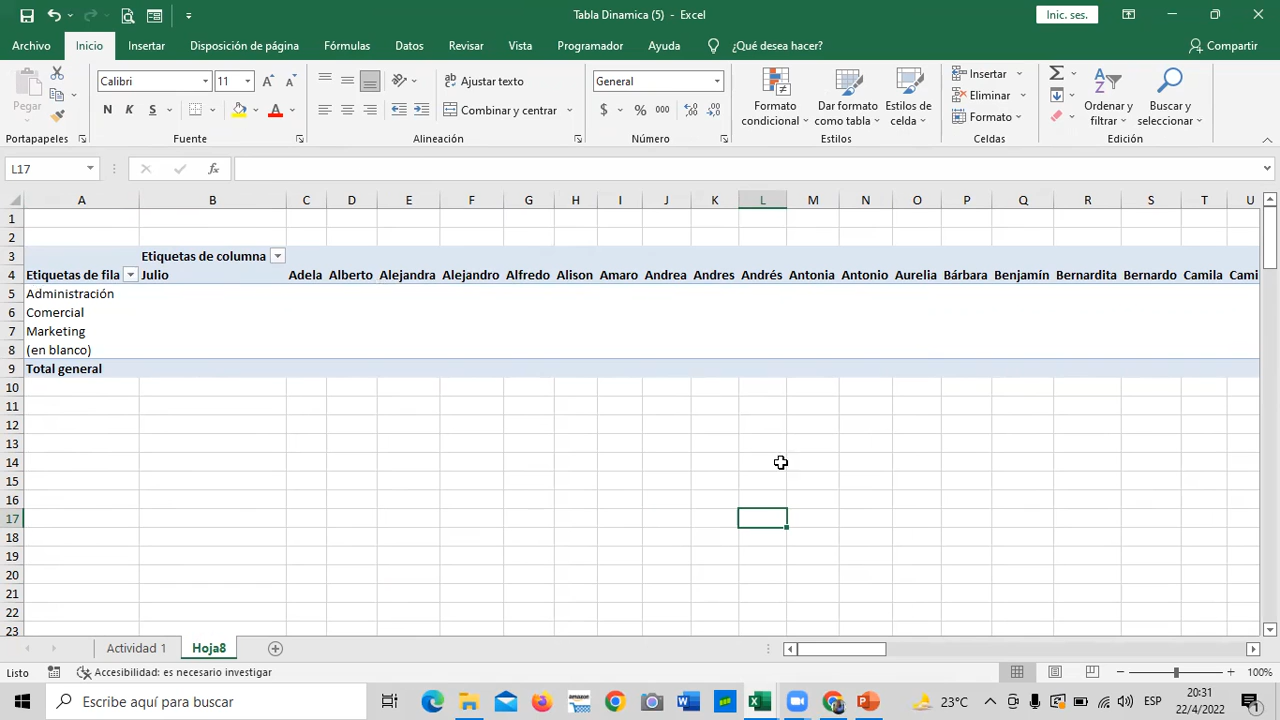 Tabla Dinamica (5) - Excel
Inic. ses.
Archivo Inicio Insertar Disposición de página Fórmulas Datos Revisar Vista Programador Ayuda ¿Qué desea hacer? Compartir
Pegar
Calibri 11
N K S
Ajustar texto
Combinar y centrar
General
$ % 000
Formato condicional
Dar formato como tabla
Estilos de celda
Insertar
Eliminar
Formato
Ordenar y filtrar
Buscar y seleccionar
Portapapeles Fuente Alineación Número Estilos Celdas Edición
L17 fx
A B C D E F G H I J K L M N O P Q R S T U
1
2
3 Etiquetas de columna
4 Etiquetas de fila Julio Adela Alberto Alejandra Alejandro Alfredo Alison Amaro Andrea Andres Andrés Antonia Antonio Aurelia Bárbara Benjamín Bernardita Bernardo Camila Cami
5 Administración
6 Comercial
7 Marketing
8 (en blanco)
9 Total general
10
11
12
13
14
15
16
17
18
19
20
21
22
23
Actividad 1 Hoja8
Listo Accesibilidad: es necesario investigar 100%
Escribe aquí para buscar 23°C ESP 20:31 22/4/2022